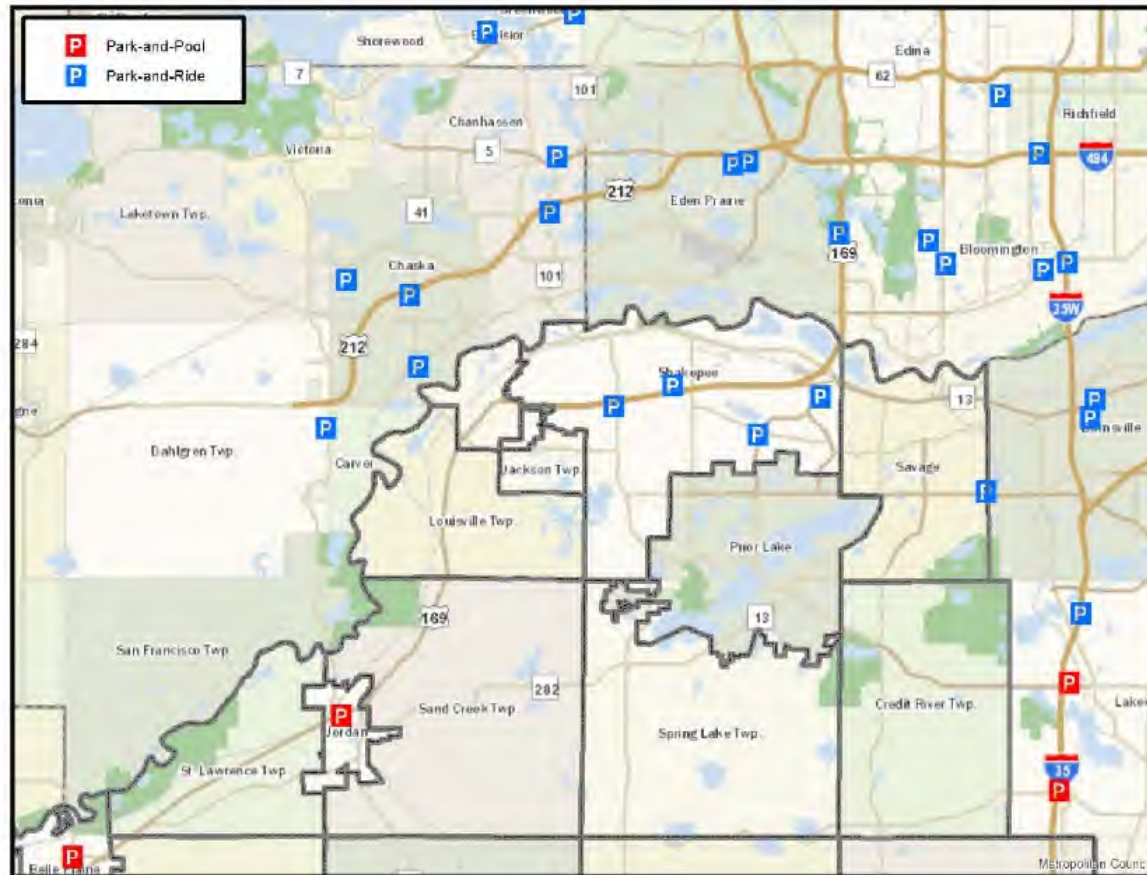 P Park-and-Pool
P Park-and-Ride
Shorewood
P
P
Edina
7
62
101
P
Chanhassen
Richfield
Victoria
5
P
P
P
P
494
212
Laketown Twp.
41
P
Eden Prairie
P
169
P
Bloomington
Chaska
P
101
P
P
P
P
35W
284
212
P
Shakopee
P
P
P
13
P
P
P
P
Dahlgren Twp.
Carver
Jackson Twp.
Savage
P
Louisville Twp.
Prior Lake
169
13
P
San Francisco Twp.
282
P
Sand Creek Twp.
Credit River Twp.
P
Jordan
Spring Lake Twp.
St. Lawrence Twp.
35
P
P
Belle Plaine